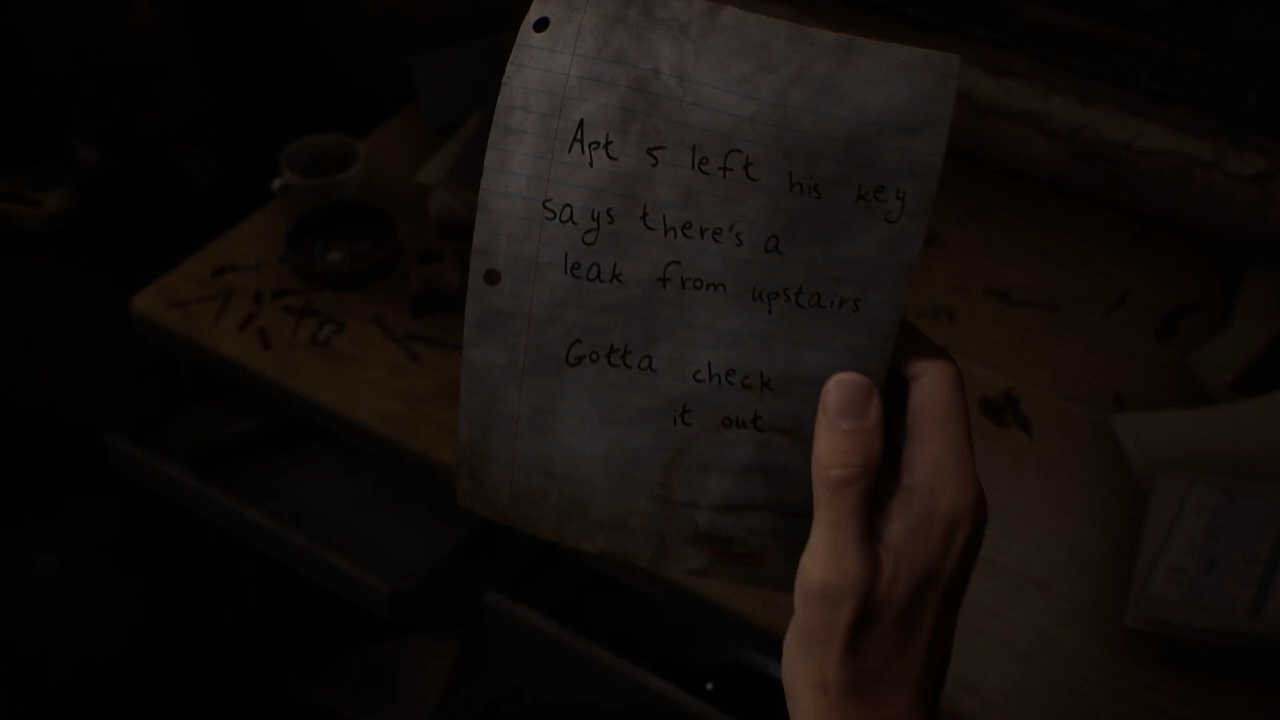 Apt 5 left his key
says there's a
leak from upstairs
Gotta check
it out